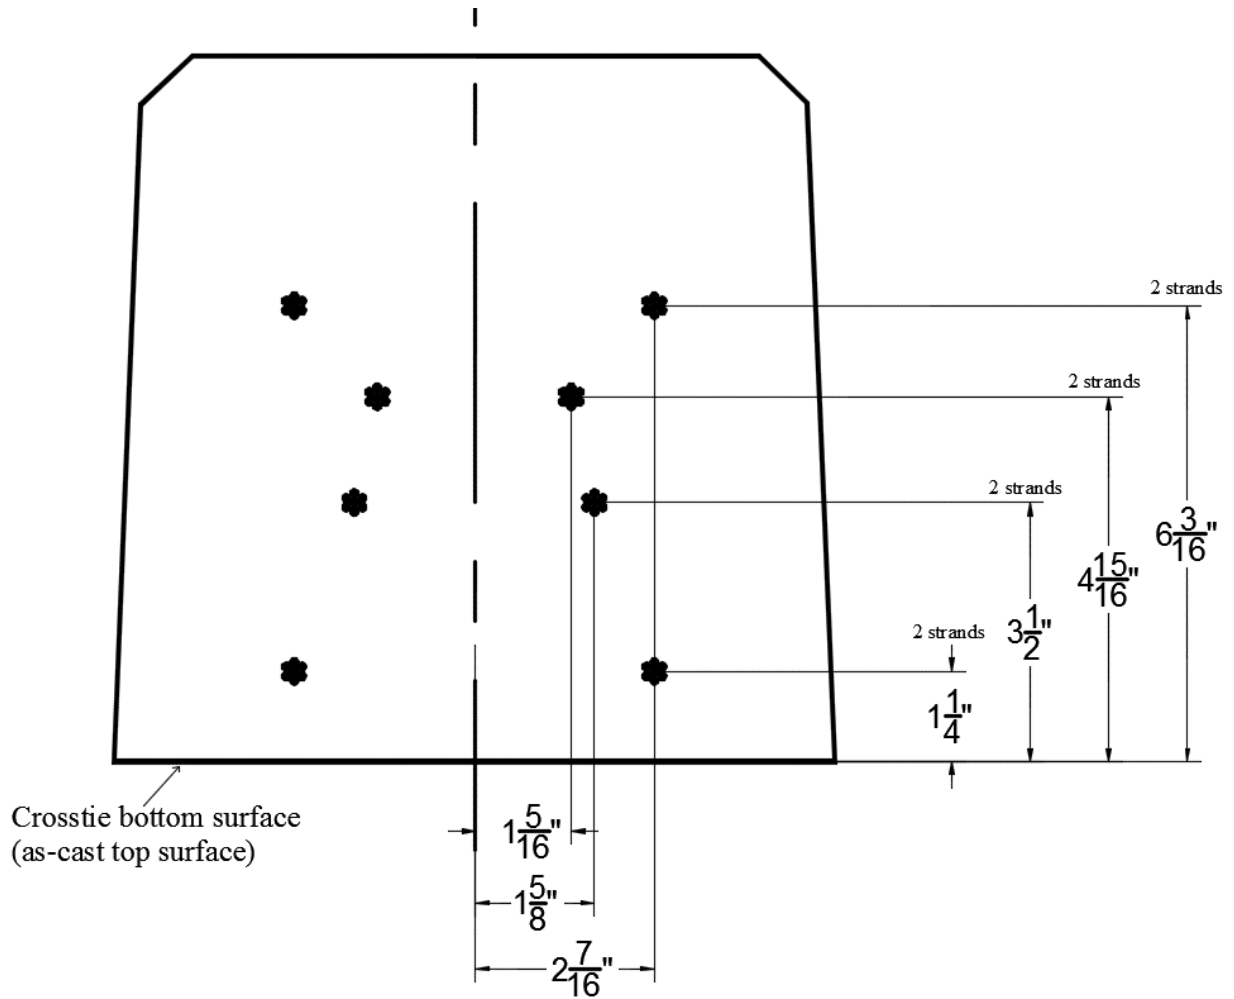 2 strands
2 strands
2 strands
6 3/16"
4 15/16"
2 strands
3 1/2"
1 1/4"
Crosstie bottom surface
(as-cast top surface)
1 5/16"
1 5/8"
2 7/16"